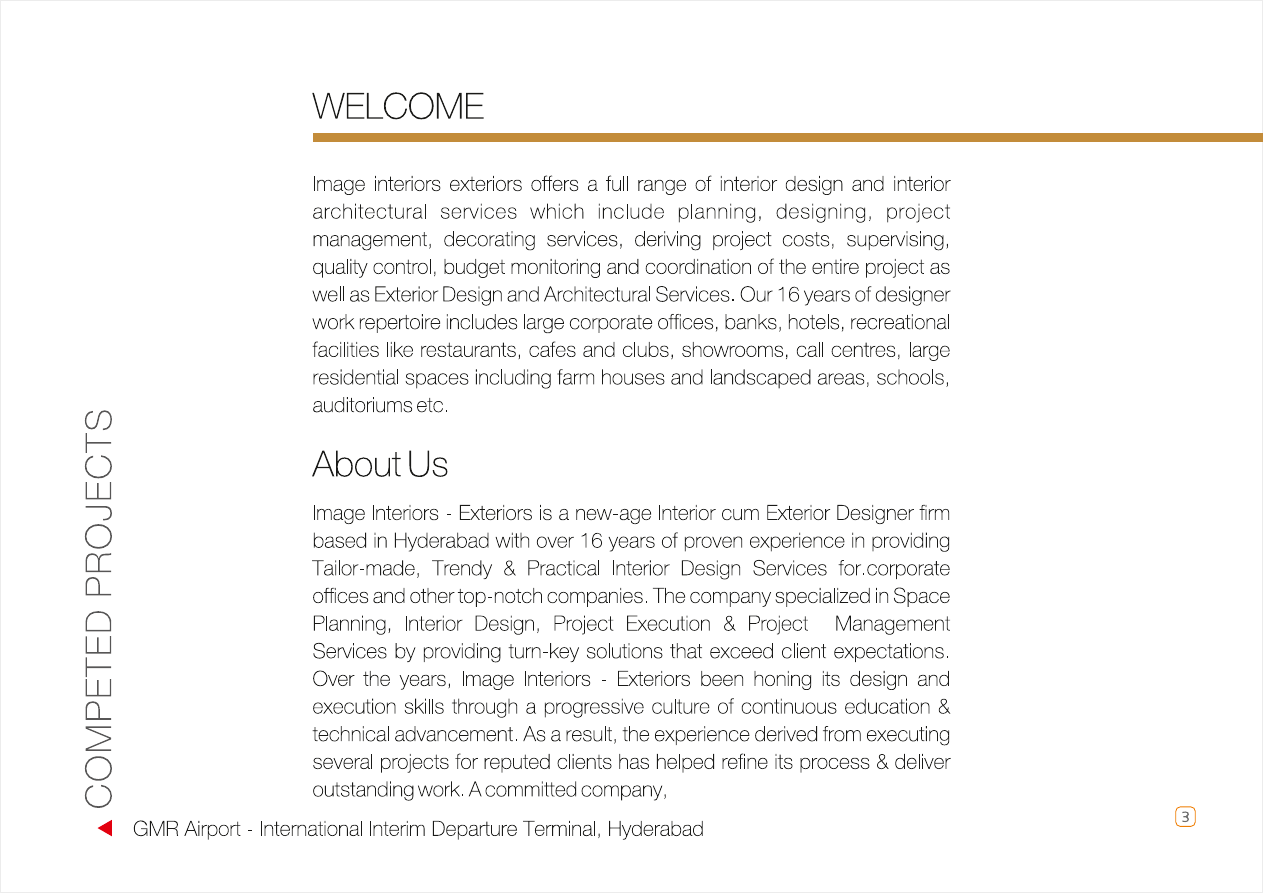 WELCOME
Image interiors exteriors offers a full range of interior design and interior
architectural services which include planning, designing, project
management, decorating services, deriving project costs, supervising,
quality control, budget monitoring and coordination of the entire project as
well as Exterior Design and Architectural Services. Our 16 years of designer
work repertoire includes large corporate offices, banks, hotels, recreational
facilities like restaurants, cafes and clubs, showrooms, call centres, large
residential spaces including farm houses and landscaped areas, schools,
auditoriums etc.
About Us
Image Interiors - Exteriors is a new-age Interior cum Exterior Designer firm
based in Hyderabad with over 16 years of proven experience in providing
Tailor-made, Trendy & Practical Interior Design Services for.corporate
offices and other top-notch companies. The company specialized in Space
Planning, Interior Design, Project Execution & Project Management
Services by providing turn-key solutions that exceed client expectations.
Over the years, Image Interiors - Exteriors been honing its design and
execution skills through a progressive culture of continuous education &
technical advancement. As a result, the experience derived from executing
several projects for reputed clients has helped refine its process & deliver
outstanding work. A committed company,
COMPETED PROJECTS
GMR Airport - International Interim Departure Terminal, Hyderabad
3